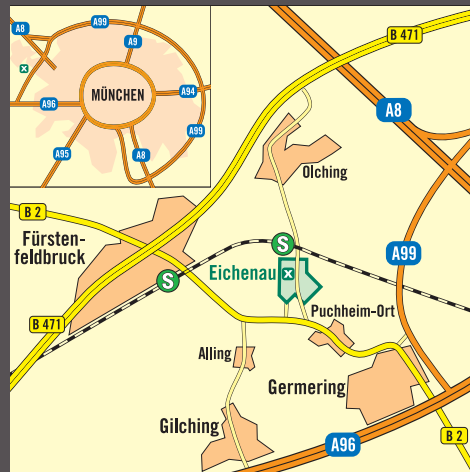 A8
A99
A9
B 471
x
A96
MÜNCHEN
A94
A99
A95
A8
A8
Olching
B 2
Fürsten-
feldbruck
S
S
Eichenau
x
A99
Puchheim-Ort
B 471
Alling
Germering
Gilching
A96
B 2